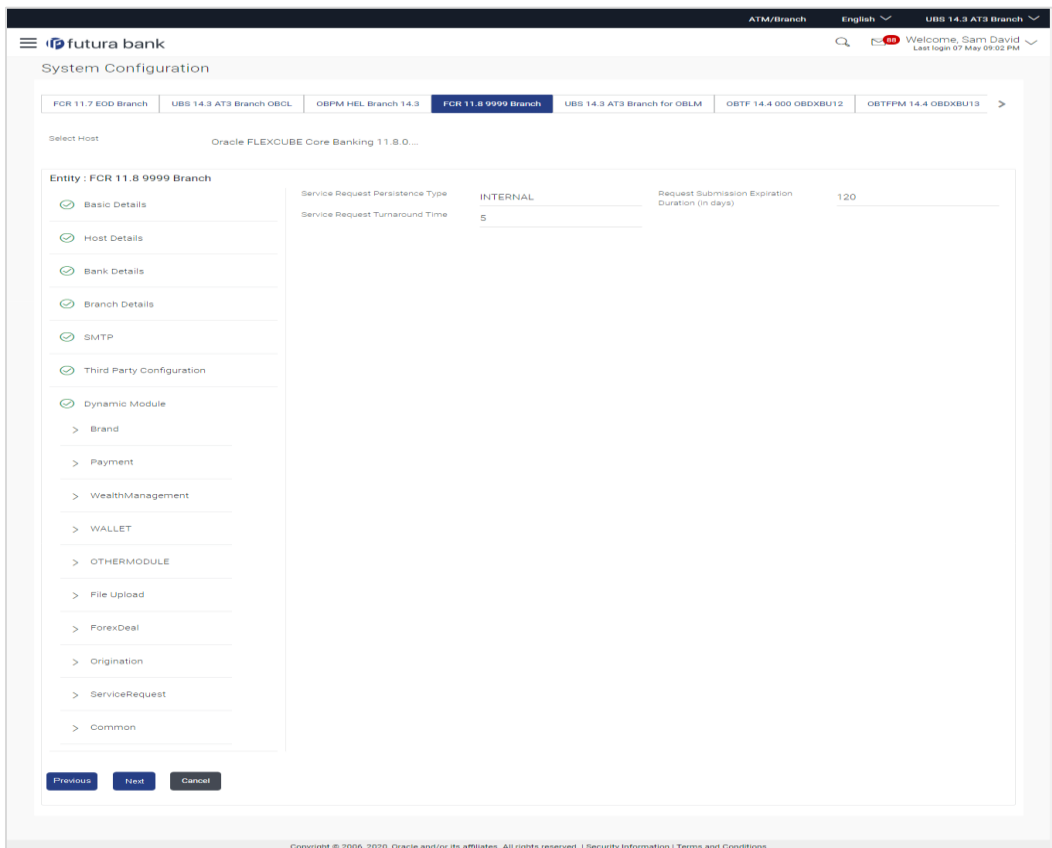 ATM/Branch English UBS 14.3 AT3 Branch
futura bank 88 Welcome, Sam David
Last login 07 May 09:02 PM
System Configuration
FCR 11.7 EOD Branch UBS 14.3 AT3 Branch OBCL OBPM HEL Branch 14.3 FCR 11.8 9999 Branch UBS 14.3 AT3 Branch for OBLM OBTF 14.4 000 OBDXBU12 OBTFPM 14.4 OBDXBU13 >
Select Host Oracle FLEXCUBE Core Banking 11.8.0...
Entity : FCR 11.8 9999 Branch
Service Request Persistence Type INTERNAL Request Submission Expiration Duration (in days) 120
Service Request Turnaround Time 5
Basic Details
Host Details
Bank Details
Branch Details
SMTP
Third Party Configuration
Dynamic Module
> Brand
> Payment
> WealthManagement
> WALLET
> OTHERMODULE
> File Upload
> ForexDeal
> Origination
> ServiceRequest
> Common
Previous Next Cancel
Copyright © 2006, 2020, Oracle and/or its affiliates. All rights reserved. | Security Information | Terms and Conditions